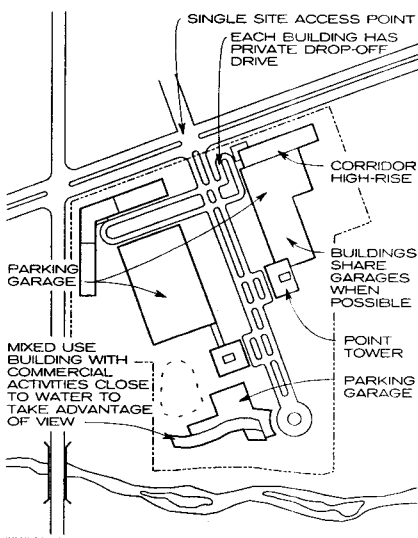 SINGLE SITE ACCESS POINT
EACH BUILDING HAS
PRIVATE DROP-OFF
DRIVE
CORRIDOR
HIGH-RISE
PARKING
GARAGE
BUILDINGS
SHARE
GARAGES
WHEN
POSSIBLE
POINT
TOWER
MIXED USE
BUILDING WITH
COMMERCIAL
ACTIVITIES CLOSE
TO WATER TO
TAKE ADVANTAGE
OF VIEW
PARKING
GARAGE